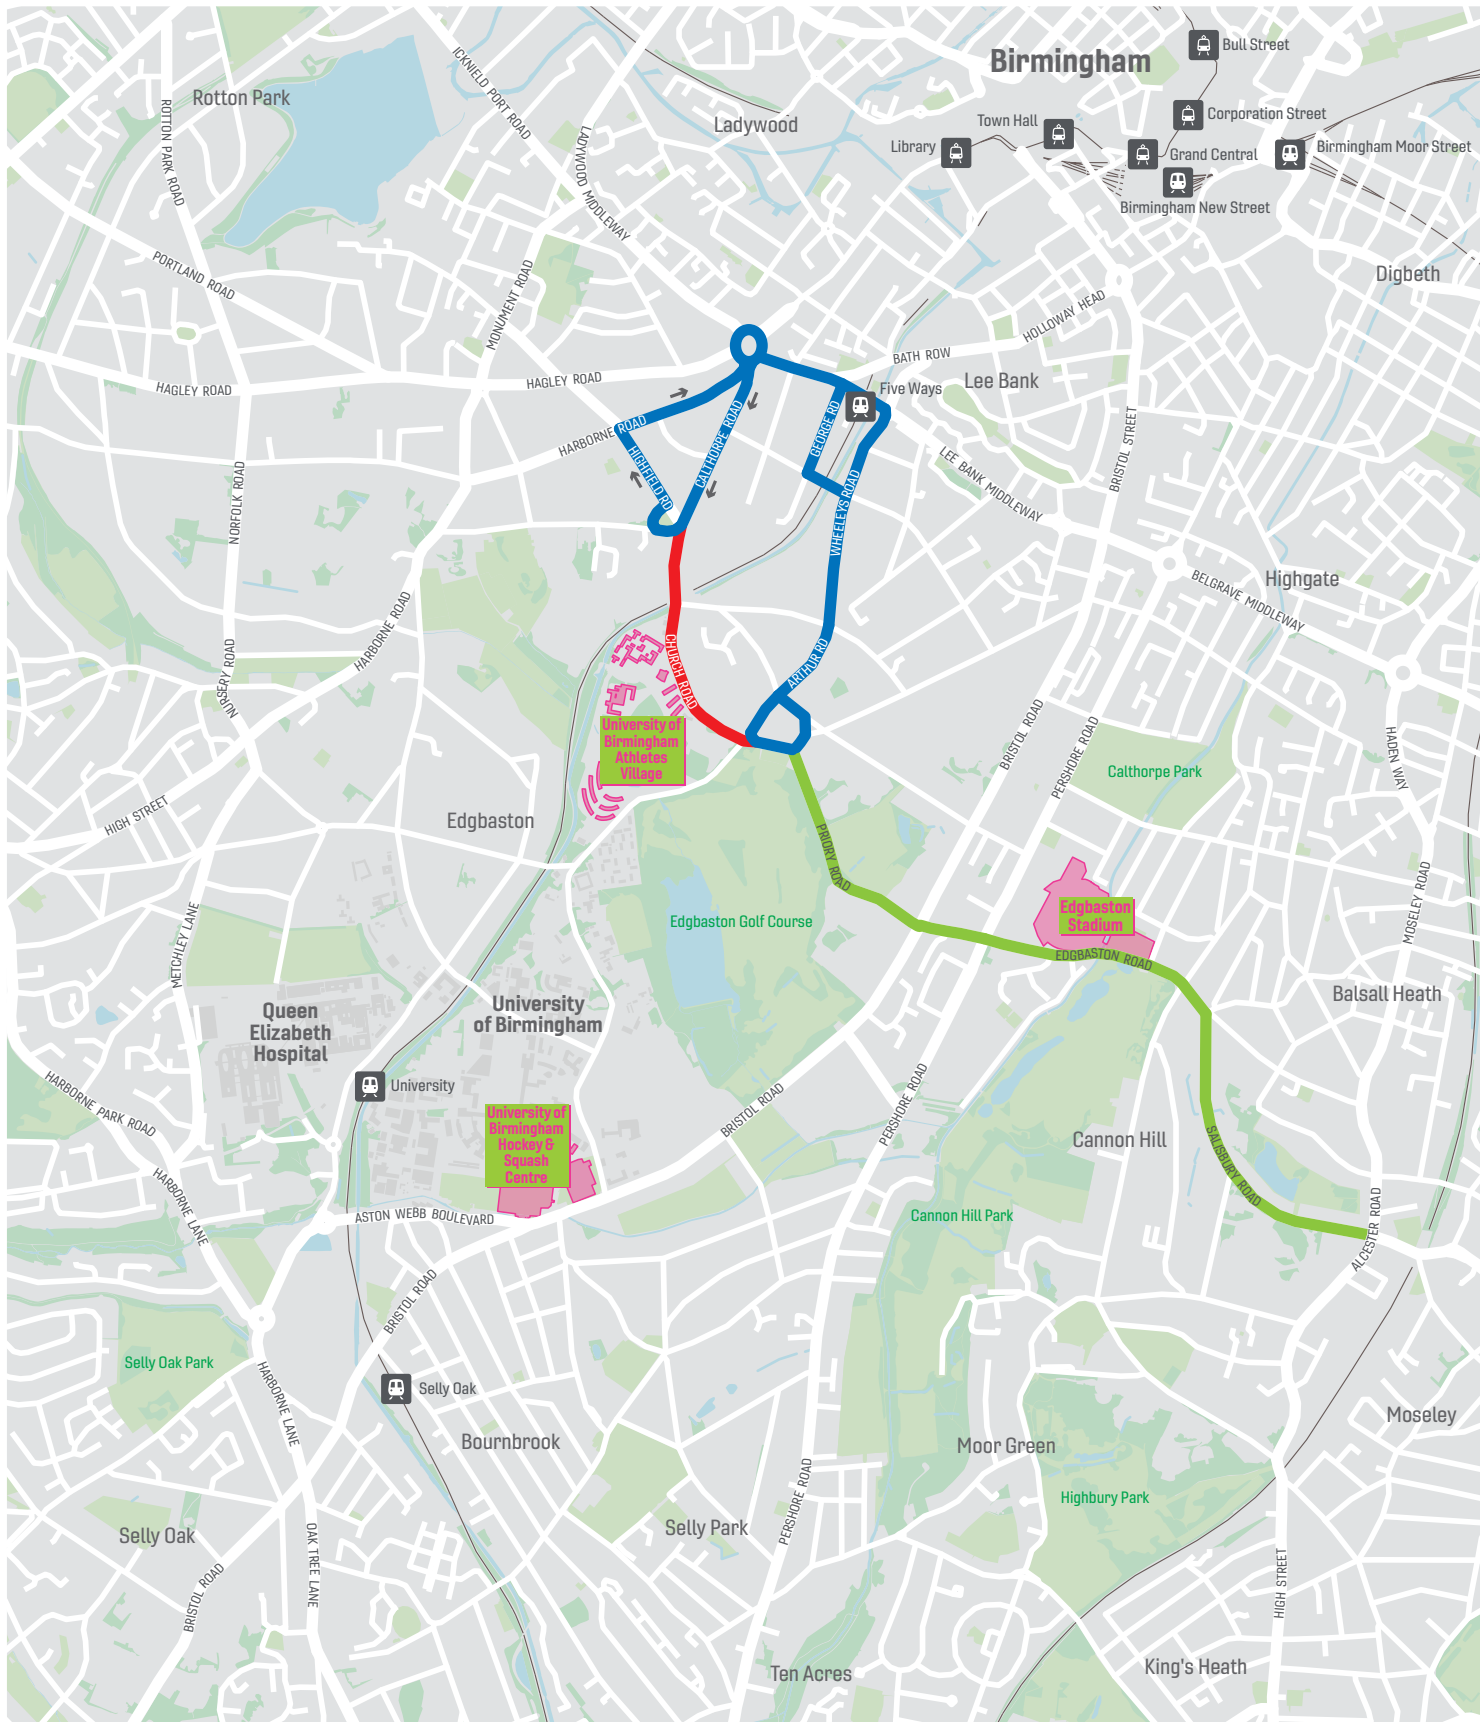 Bull Street
Birmingham
ICKNIELD PORT ROAD
Rotton Park
ROTTON PARK ROAD
Corporation Street
Town Hall
Ladywood
LADYWOOD MIDDLEWAY
Library
Grand Central
Birmingham Moor Street
Birmingham New Street
PORTLAND ROAD
Digbeth
MONUMENT ROAD
HOLLOWAY HEAD
BATH ROW
HAGLEY ROAD
HAGLEY ROAD
Five Ways
Lee Bank
HARBORNE ROAD
CALTHORPE ROAD
GEORGE RD
BRISTOL STREET
HIGHFIELD RD
NORFOLK ROAD
LEE BANK MIDDLEWAY
WHEELEYS ROAD
Highgate
BELGRAVE MIDDLEWAY
HARBORNE ROAD
NURSERY ROAD
CHURCH ROAD
ARTHUR RD
University of
Birmingham
Athletes
Village
BRISTOL ROAD
PERSHORE ROAD
HADEN WAY
Calthorpe Park
HIGH STREET
Edgbaston
PRIORY ROAD
Edgbaston
Stadium
MOSELEY ROAD
Edgbaston Golf Course
METCHLEY LANE
EDGBASTON ROAD
Balsall Heath
Queen
Elizabeth
Hospital
University
of Birmingham
University
HARBORNE PARK ROAD
BRISTOL ROAD
PERSHORE ROAD
University of
Birmingham
Hockey &
Squash
Centre
Cannon Hill
SALISBURY ROAD
HARBORNE LANE
ASTON WEBB BOULEVARD
Cannon Hill Park
ALCESTER ROAD
BRISTOL ROAD
Selly Oak Park
HARBORNE LANE
Selly Oak
Moseley
Bournbrook
Moor Green
PERSHORE ROAD
Highbury Park
Selly Oak
Selly Park
OAK TREE LANE
BRISTOL ROAD
HIGH STREET
Ten Acres
King's Heath